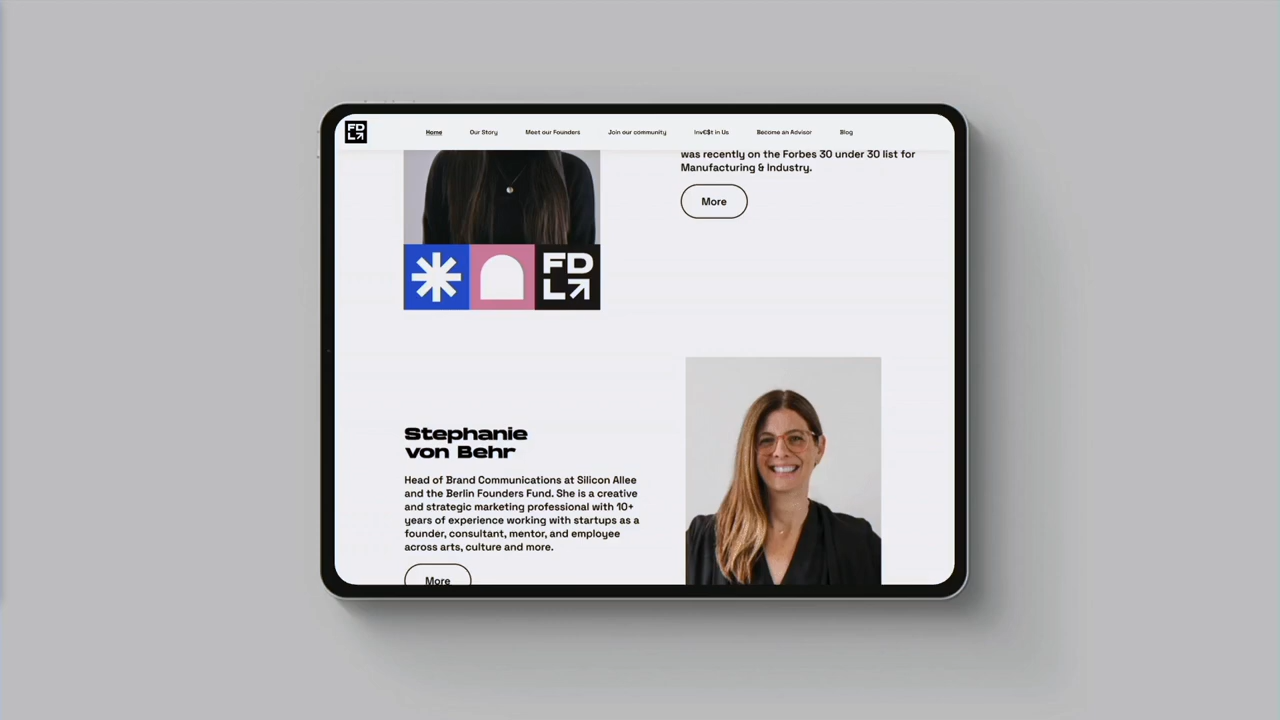 FD
L
Home
Our Story
Meet our Founders
Join our community
Inv€$t in Us
Become an Advisor
Blog
was recently on the Forbes 30 under 30 list for
Manufacturing & Industry.
More
FD
L
Stephanie
von Behr
Head of Brand Communications at Silicon Allee
and the Berlin Founders Fund. She is a creative
and strategic marketing professional with 10+
years of experience working with startups as a
founder, consultant, mentor, and employee
across arts, culture and more.
More